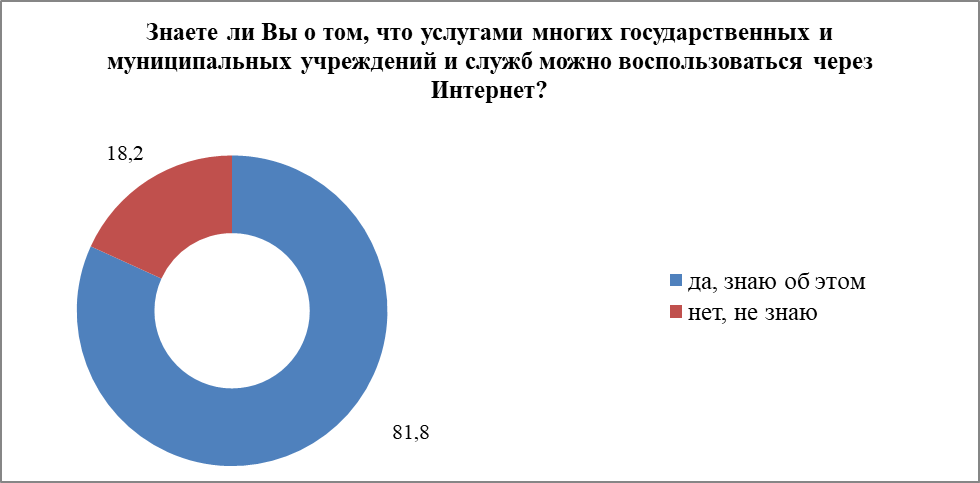 Знаете ли Вы о том, что услугами многих государственных и
муниципальных учреждений и служб можно воспользоваться через
Интернет?
18,2
81,8
да, знаю об этом
нет, не знаю